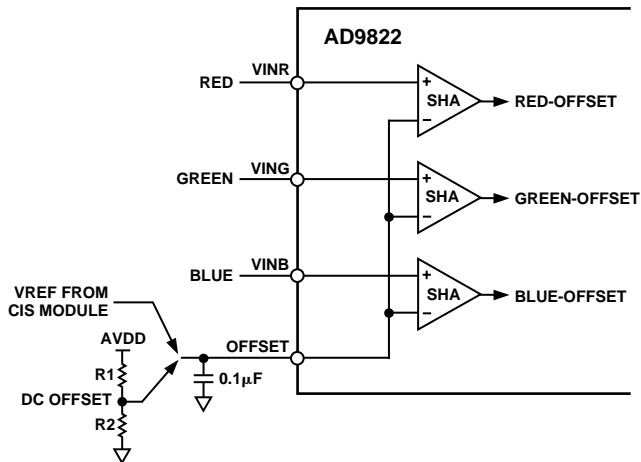 AD9822
VINR
RED
+
SHA
−
RED-OFFSET
VING
GREEN
+
SHA
−
GREEN-OFFSET
VINB
BLUE
+
SHA
−
BLUE-OFFSET
VREF FROM
CIS MODULE
AVDD
OFFSET
R1
0.1μF
DC OFFSET
R2